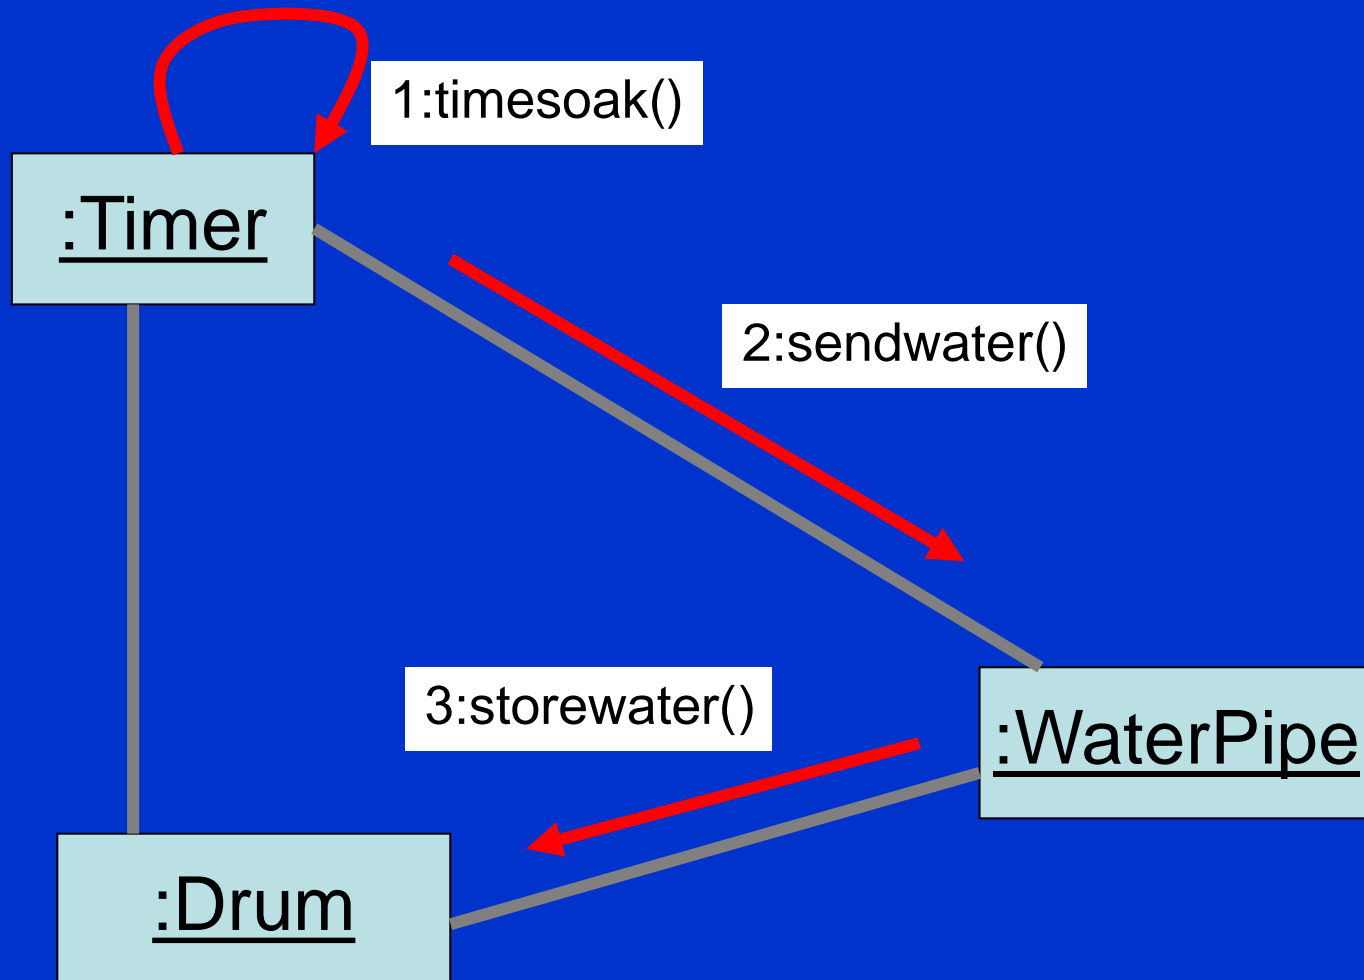 1:timesoak()
:Timer
2:sendwater()
3:storewater()
:WaterPipe
:Drum